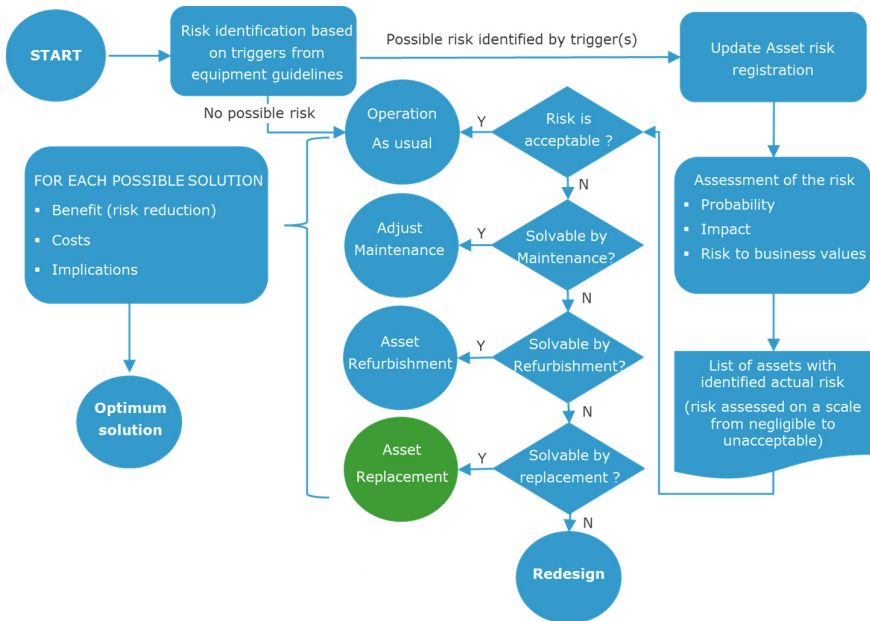 START
Risk identification based
on triggers from
equipment guidelines
Possible risk identified by trigger(s)
Update Asset risk
registration
No possible risk
Operation
As usual
Y
Risk is
acceptable ?
N
FOR EACH POSSIBLE SOLUTION
▪ Benefit (risk reduction)
▪ Costs
▪ Implications
Assessment of the risk
▪ Probability
▪ Impact
▪ Risk to business values
Adjust
Maintenance
Y
Solvable by
Maintenance?
N
Asset
Refurbishment
Y
Solvable by
Refurbishment?
N
List of assets with
identified actual risk
(risk assessed on a scale
from negligible to
unacceptable)
Optimum
solution
Asset
Replacement
Y
Solvable by
replacement ?
N
Redesign